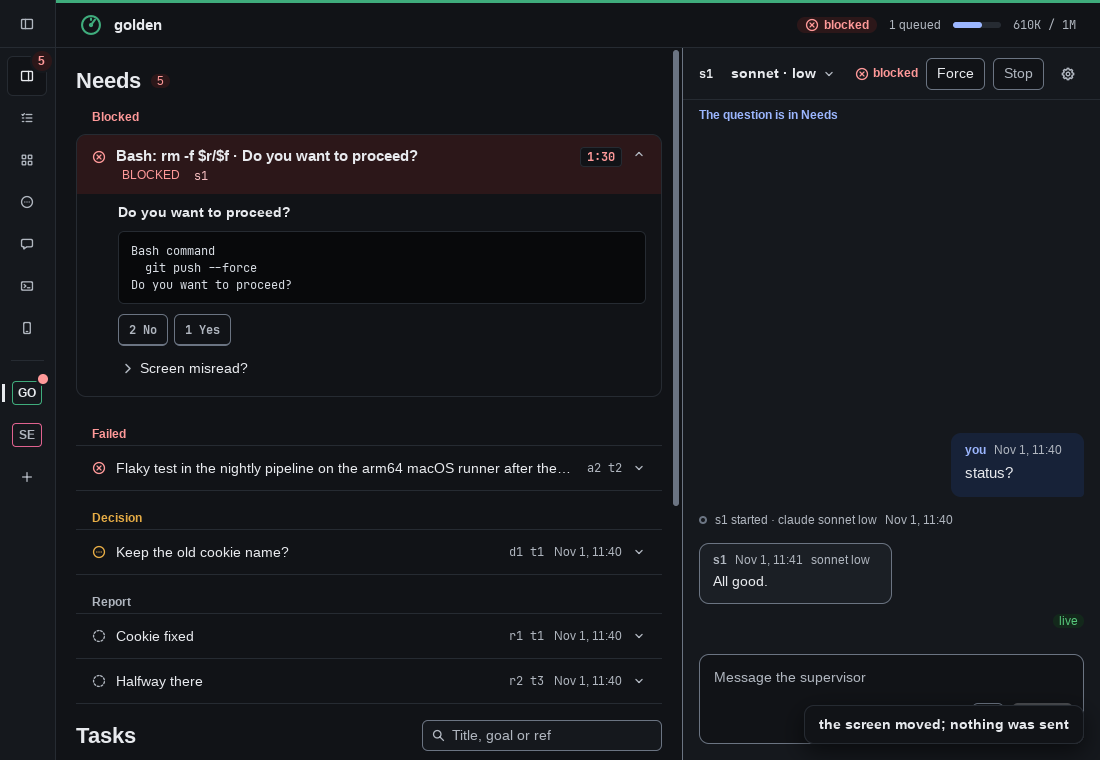 golden
blocked
1 queued
610K / 1M
5
Needs
5
Blocked
Bash: rm -f $r/$f · Do you want to proceed?
1:30
BLOCKED s1
Do you want to proceed?
Bash command
git push --force
Do you want to proceed?
2 No
1 Yes
Screen misread?
Failed
Flaky test in the nightly pipeline on the arm64 macOS runner after the…
a2 t2
Decision
Keep the old cookie name?
d1 t1 Nov 1, 11:40
Report
Cookie fixed
r1 t1 Nov 1, 11:40
Halfway there
r2 t3 Nov 1, 11:40
Tasks
Title, goal or ref
GO
SE
s1
sonnet · low
blocked
Force
Stop
The question is in Needs
you Nov 1, 11:40
status?
s1 started · claude sonnet low Nov 1, 11:40
s1 Nov 1, 11:41 sonnet low
All good.
live
Message the supervisor
the screen moved; nothing was sent